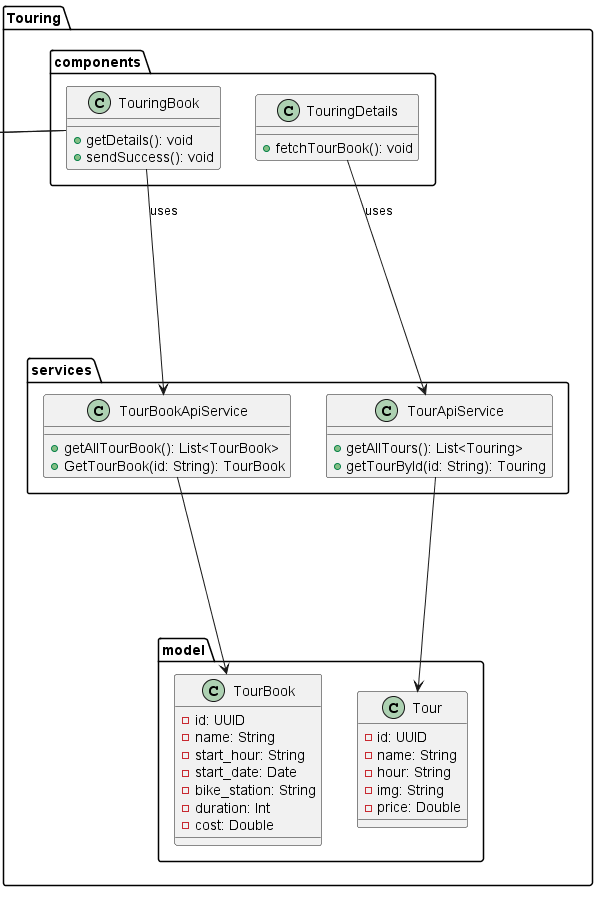 Touring
components
C TouringBook
getDetails(): void
sendSuccess(): void
C TouringDetails
fetchTourBook(): void
uses
uses
services
C TourBookApiService
getAllTourBook(): List<TourBook>
GetTourBook(id: String): TourBook
C TourApiService
getAllTours(): List<Touring>
getTourById(id: String): Touring
model
C TourBook
id: UUID
name: String
start_hour: String
start_date: Date
bike_station: String
duration: Int
cost: Double
C Tour
id: UUID
name: String
hour: String
img: String
price: Double